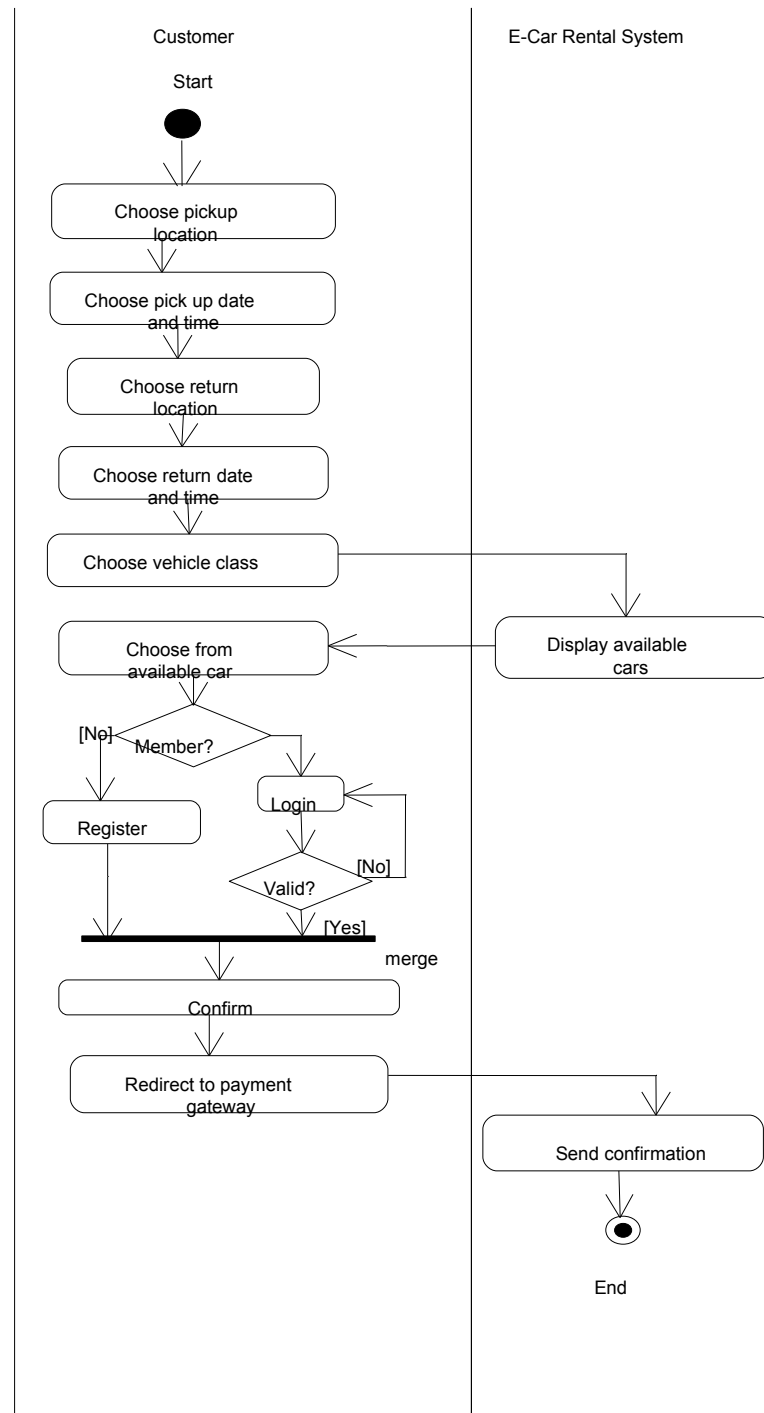 Customer
E-Car Rental System
Start
Choose pickup
location
Choose pick up date
and time
Choose return
location
Choose return date
and time
Choose vehicle class
Choose from
available car
Display available
cars
[No]
Member?
Login
Register
[No]
Valid?
[Yes]
merge
Confirm
Redirect to payment
gateway
Send confirmation
End